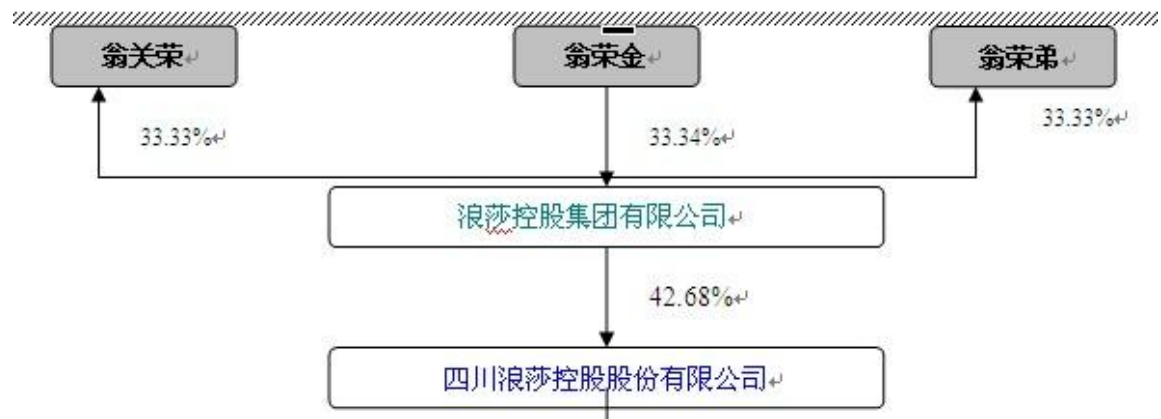 翁关荣
翁荣金
翁荣弟
33.33%
33.34%
33.33%
浪莎控股集团有限公司
42.68%
四川浪莎控股股份有限公司